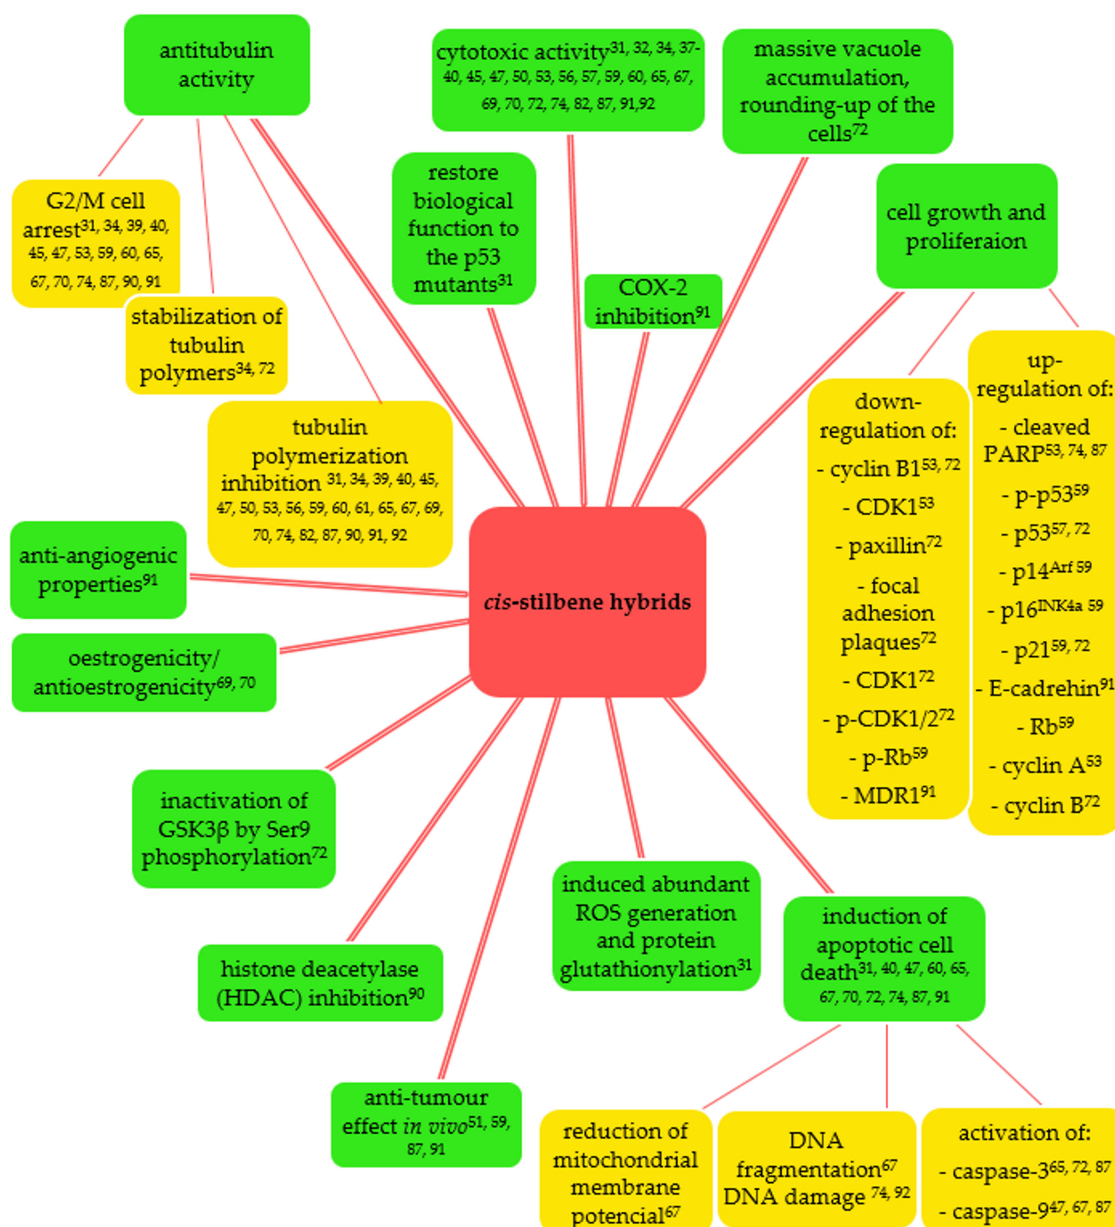 antitubulin
activity
cytotoxic activity31, 32, 34, 37-
40, 45, 47, 50, 53, 56, 57, 59, 60, 65, 67,
69, 70, 72, 74, 82, 87, 91,92
massive vacuole
accumulation,
rounding-up of the
cells72
G2/M cell
arrest31, 34, 39, 40,
45, 47, 53, 59, 60, 65,
67, 70, 74, 87, 90, 91
restore
biological
function to
the p53
mutants31
cell growth and
proliferaion
COX-2
inhibition91
stabilization of
tubulin
polymers34, 72
tubulin
polymerization
inhibition 31, 34, 39, 40, 45,
47, 50, 53, 56, 59, 60, 61, 65, 67, 69,
70, 74, 82, 87, 90, 91, 92
down-
regulation of:
- cyclin B153, 72
- CDK153
- paxillin72
- focal
adhesion
plaques72
- CDK172
- p-CDK1/272
- p-Rb59
- MDR191
up-
regulation of:
- cleaved
PARP53, 74, 87
- p-p5359
- p5357, 72
- p14Arf 59
- p16INK4a 59
- p2159, 72
- E-cadrehin91
- Rb59
- cyclin A53
- cyclin B72
anti-angiogenic
properties91
cis-stilbene hybrids
oestrogenicity/
antioestrogenicity69, 70
inactivation of
GSK3β by Ser9
phosphorylation72
induced abundant
ROS generation
and protein
glutathionylation31
induction of
apoptotic cell
death31, 40, 47, 60, 65,
67, 70, 72, 74, 87, 91
histone deacetylase
(HDAC) inhibition90
anti-tumour
effect in vivo51, 59,
87, 91
reduction of
mitochondrial
membrane
potencial67
DNA
fragmentation67
DNA damage 74, 92
activation of:
- caspase-365, 72, 87
- caspase-947, 67, 87